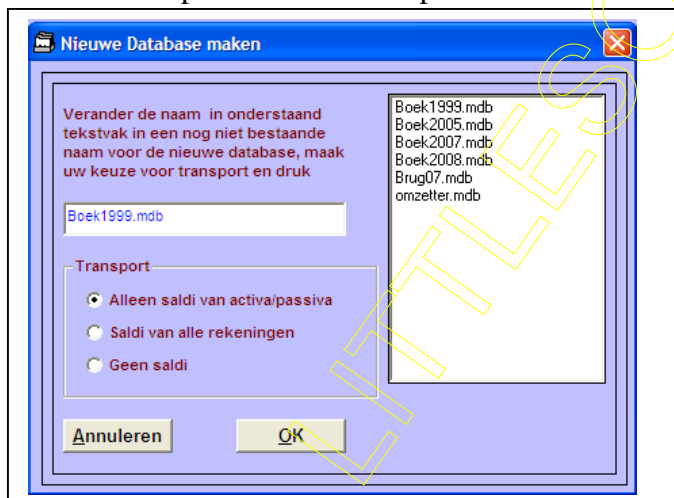 Nieuwe Database maken
Verander de naam in onderstaand
tekstvak in een nog niet bestaande
naam voor de nieuwe database, maak
uw keuze voor transport en druk
Boek1999.mdb
Transport
Alleen saldi van activa/passiva
Saldi van alle rekeningen
Geen saldi
Annuleren
OK
Boek1999.mdb
Boek2005.mdb
Boek2007.mdb
Boek2008.mdb
Brug07.mdb
omzetter.mdb
LITTLESO